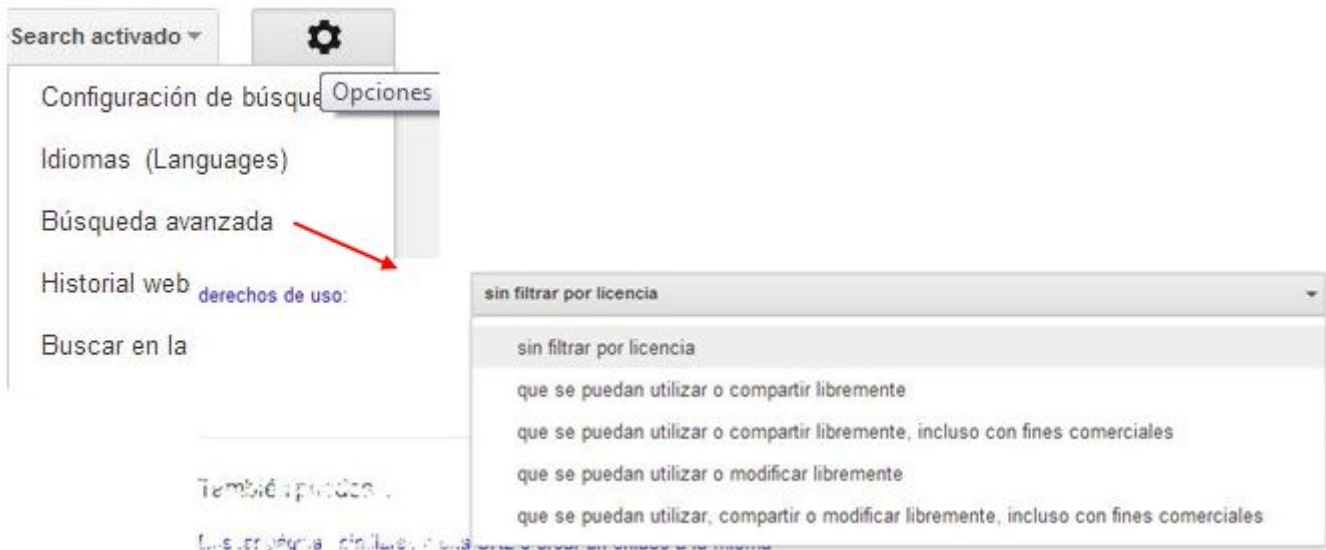 Search activado
Opciones
Configuración de búsque
Idiomas (Languages)
Búsqueda avanzada
Historial web
Buscar en la
derechos de uso:
sin filtrar por licencia
sin filtrar por licencia
que se puedan utilizar o compartir libremente
que se puedan utilizar o compartir libremente, incluso con fines comerciales
que se puedan utilizar o modificar libremente
que se puedan utilizar, compartir o modificar libremente, incluso con fines comerciales
También